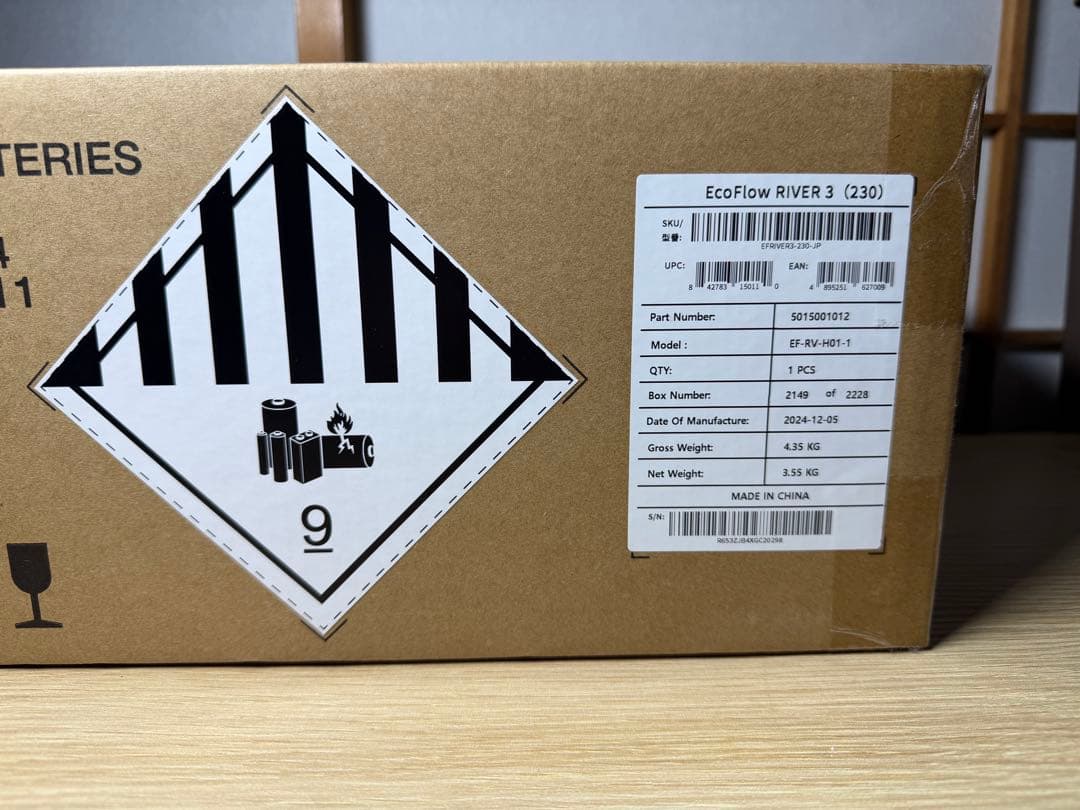 TERIES
4
11
9
EcoFlow RIVER 3（230）
SKU/
型番:
EFRIVER3-230-JP
UPC:
8 42783 15011 0
EAN:
4 895251 627009
Part Number: 5015001012
Model : EF-RV-H01-1
QTY: 1 PCS
Box Number: 2149 of 2228
Date Of Manufacture: 2024-12-05
Gross Weight: 4.35 KG
Net Weight: 3.55 KG
MADE IN CHINA
S/N:
R653ZJB4XGC20298